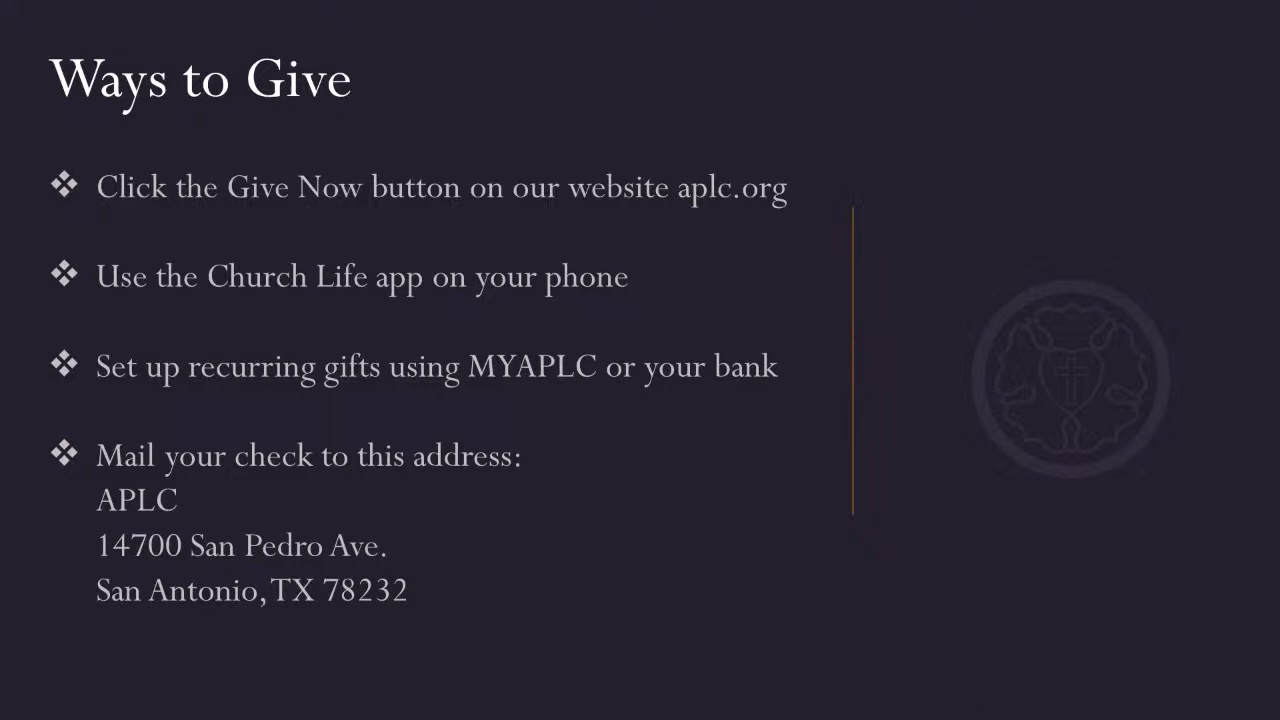 Ways to Give
❖ Click the Give Now button on our website aplc.org
❖ Use the Church Life app on your phone
❖ Set up recurring gifts using MYAPLC or your bank
❖ Mail your check to this address:
APLC
14700 San Pedro Ave.
San Antonio, TX 78232